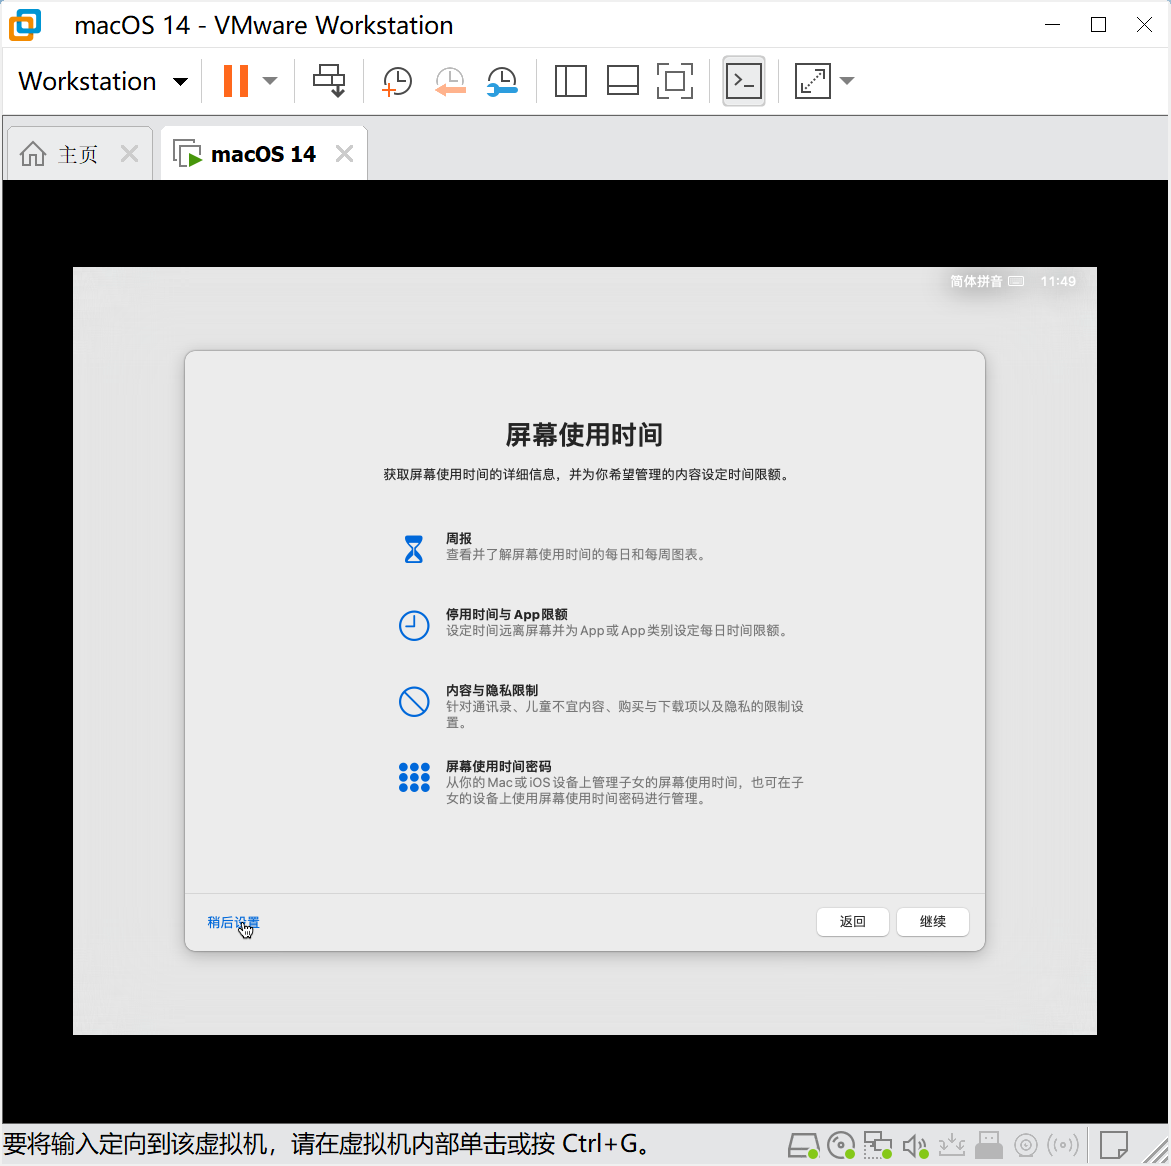 macOS 14 - VMware Workstation
Workstation
主页
macOS 14
简体拼音 11:49
屏幕使用时间
获取屏幕使用时间的详细信息，并为你希望管理的内容设定时间限额。
周报
查看并了解屏幕使用时间的每日和每周图表。
停用时间与App限额
设定时间远离屏幕并为App或App类别设定每日时间限额。
内容与隐私限制
针对通讯录、儿童不宜内容、购买与下载项以及隐私的限制设
置。
屏幕使用时间密码
从你的Mac或iOS设备上管理子女的屏幕使用时间，也可在子
女的设备上使用屏幕使用时间密码进行管理。
稍后设置
返回
继续
要将输入定向到该虚拟机，请在虚拟机内部单击或按 Ctrl+G。